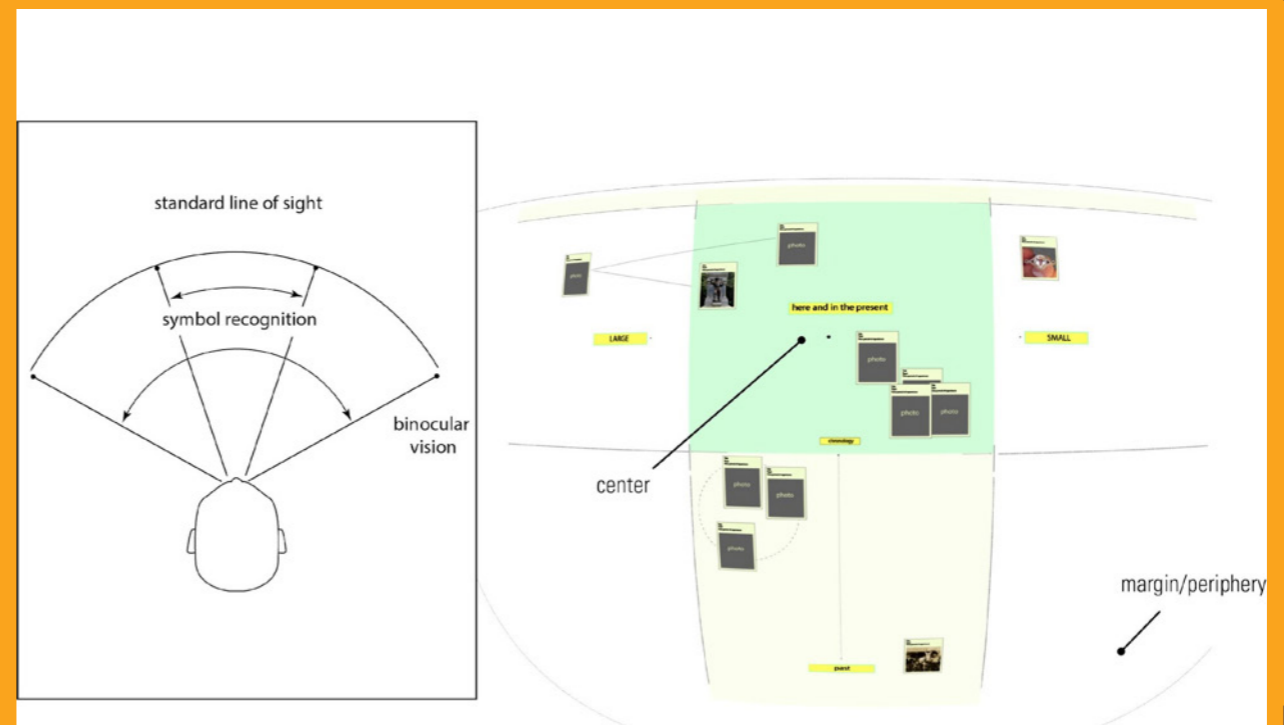 standard line of sight
symbol recognition
binocular
vision
photo
photo
here and in the present
LARGE
SMALL
photo
photo
photo
chronology
center
photo
photo
photo
margin/periphery